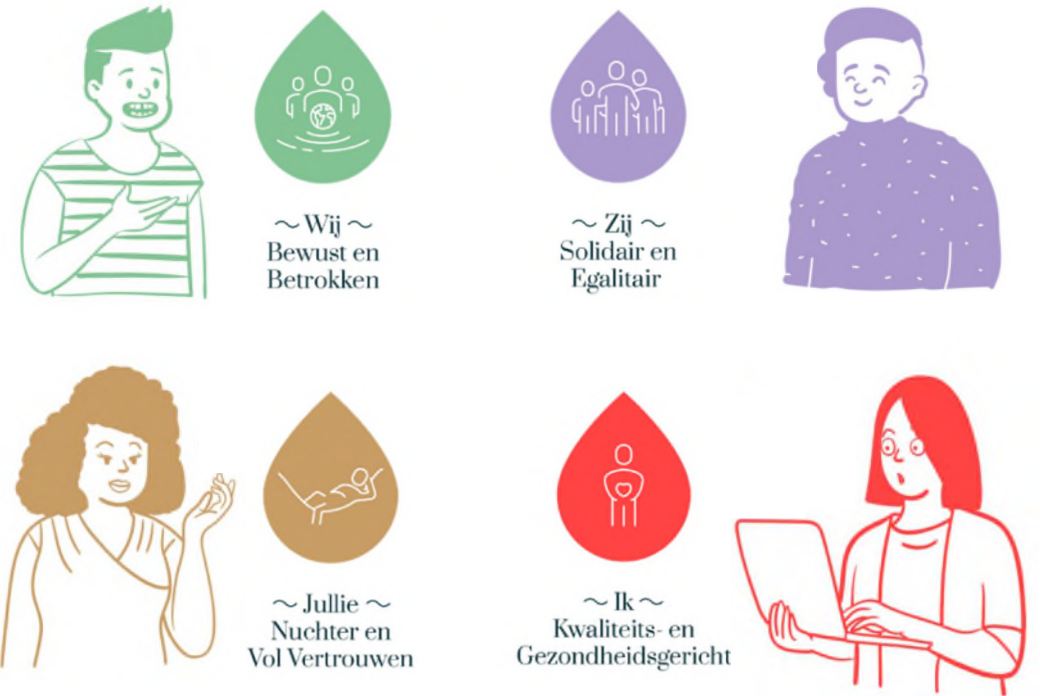 ~ Wij ~
Bewust en
Betrokken
~ Zij ~
Solidair en
Egalitair
~ Jullie ~
Nuchter en
Vol Vertrouwen
~ Ik ~
Kwaliteits- en
Gezondheidsgericht